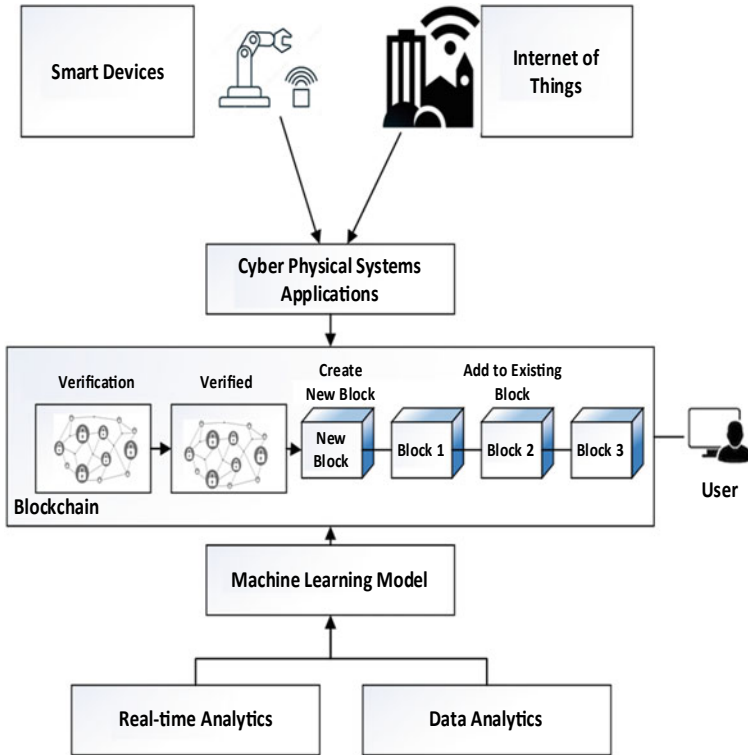 Smart Devices
Internet of
Things
Cyber Physical Systems
Applications
Verification
Verified
Create
New Block
Add to Existing
Block
New
Block
Block 1
Block 2
Block 3
Blockchain
User
Machine Learning Model
Real-time Analytics
Data Analytics